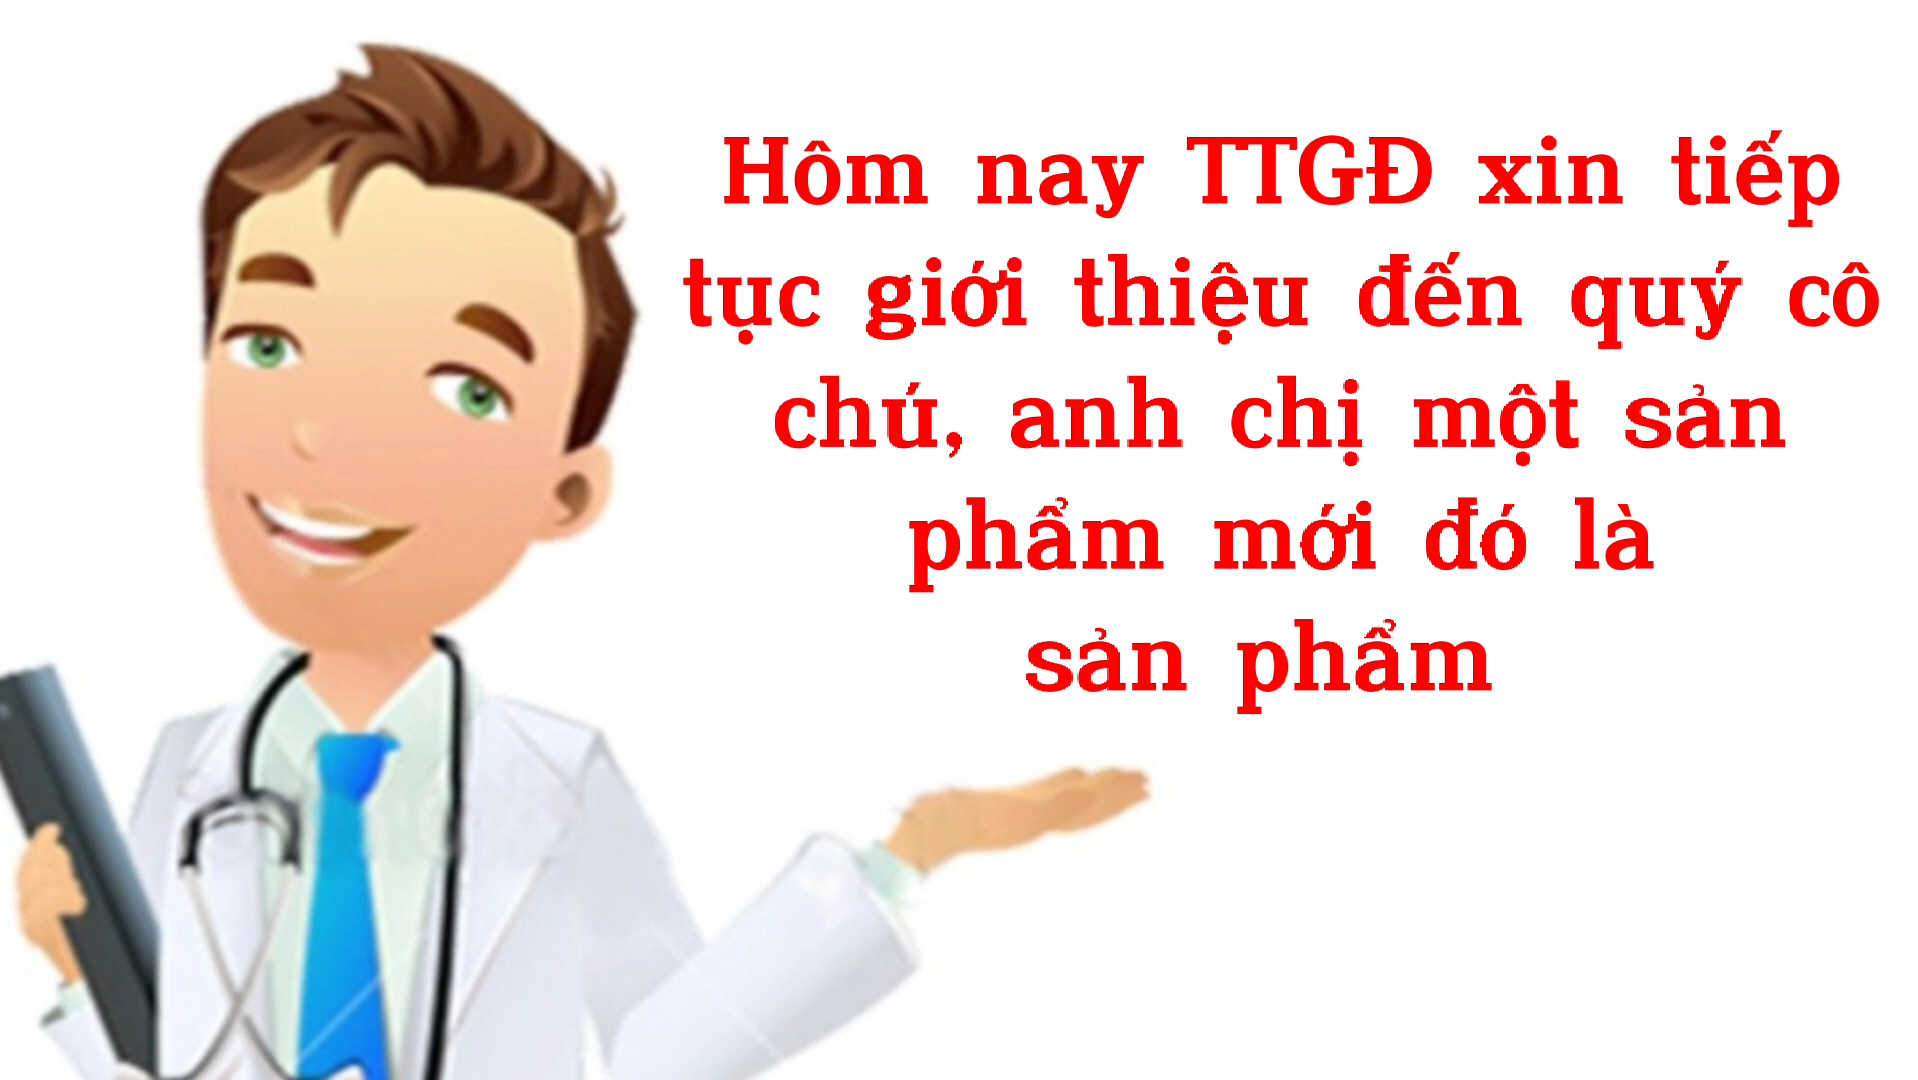 Hôm nay TTGĐ xin tiếp
tục giới thiệu đến quý cô
chú, anh chị một sản
phẩm mới đó là
sản phẩm